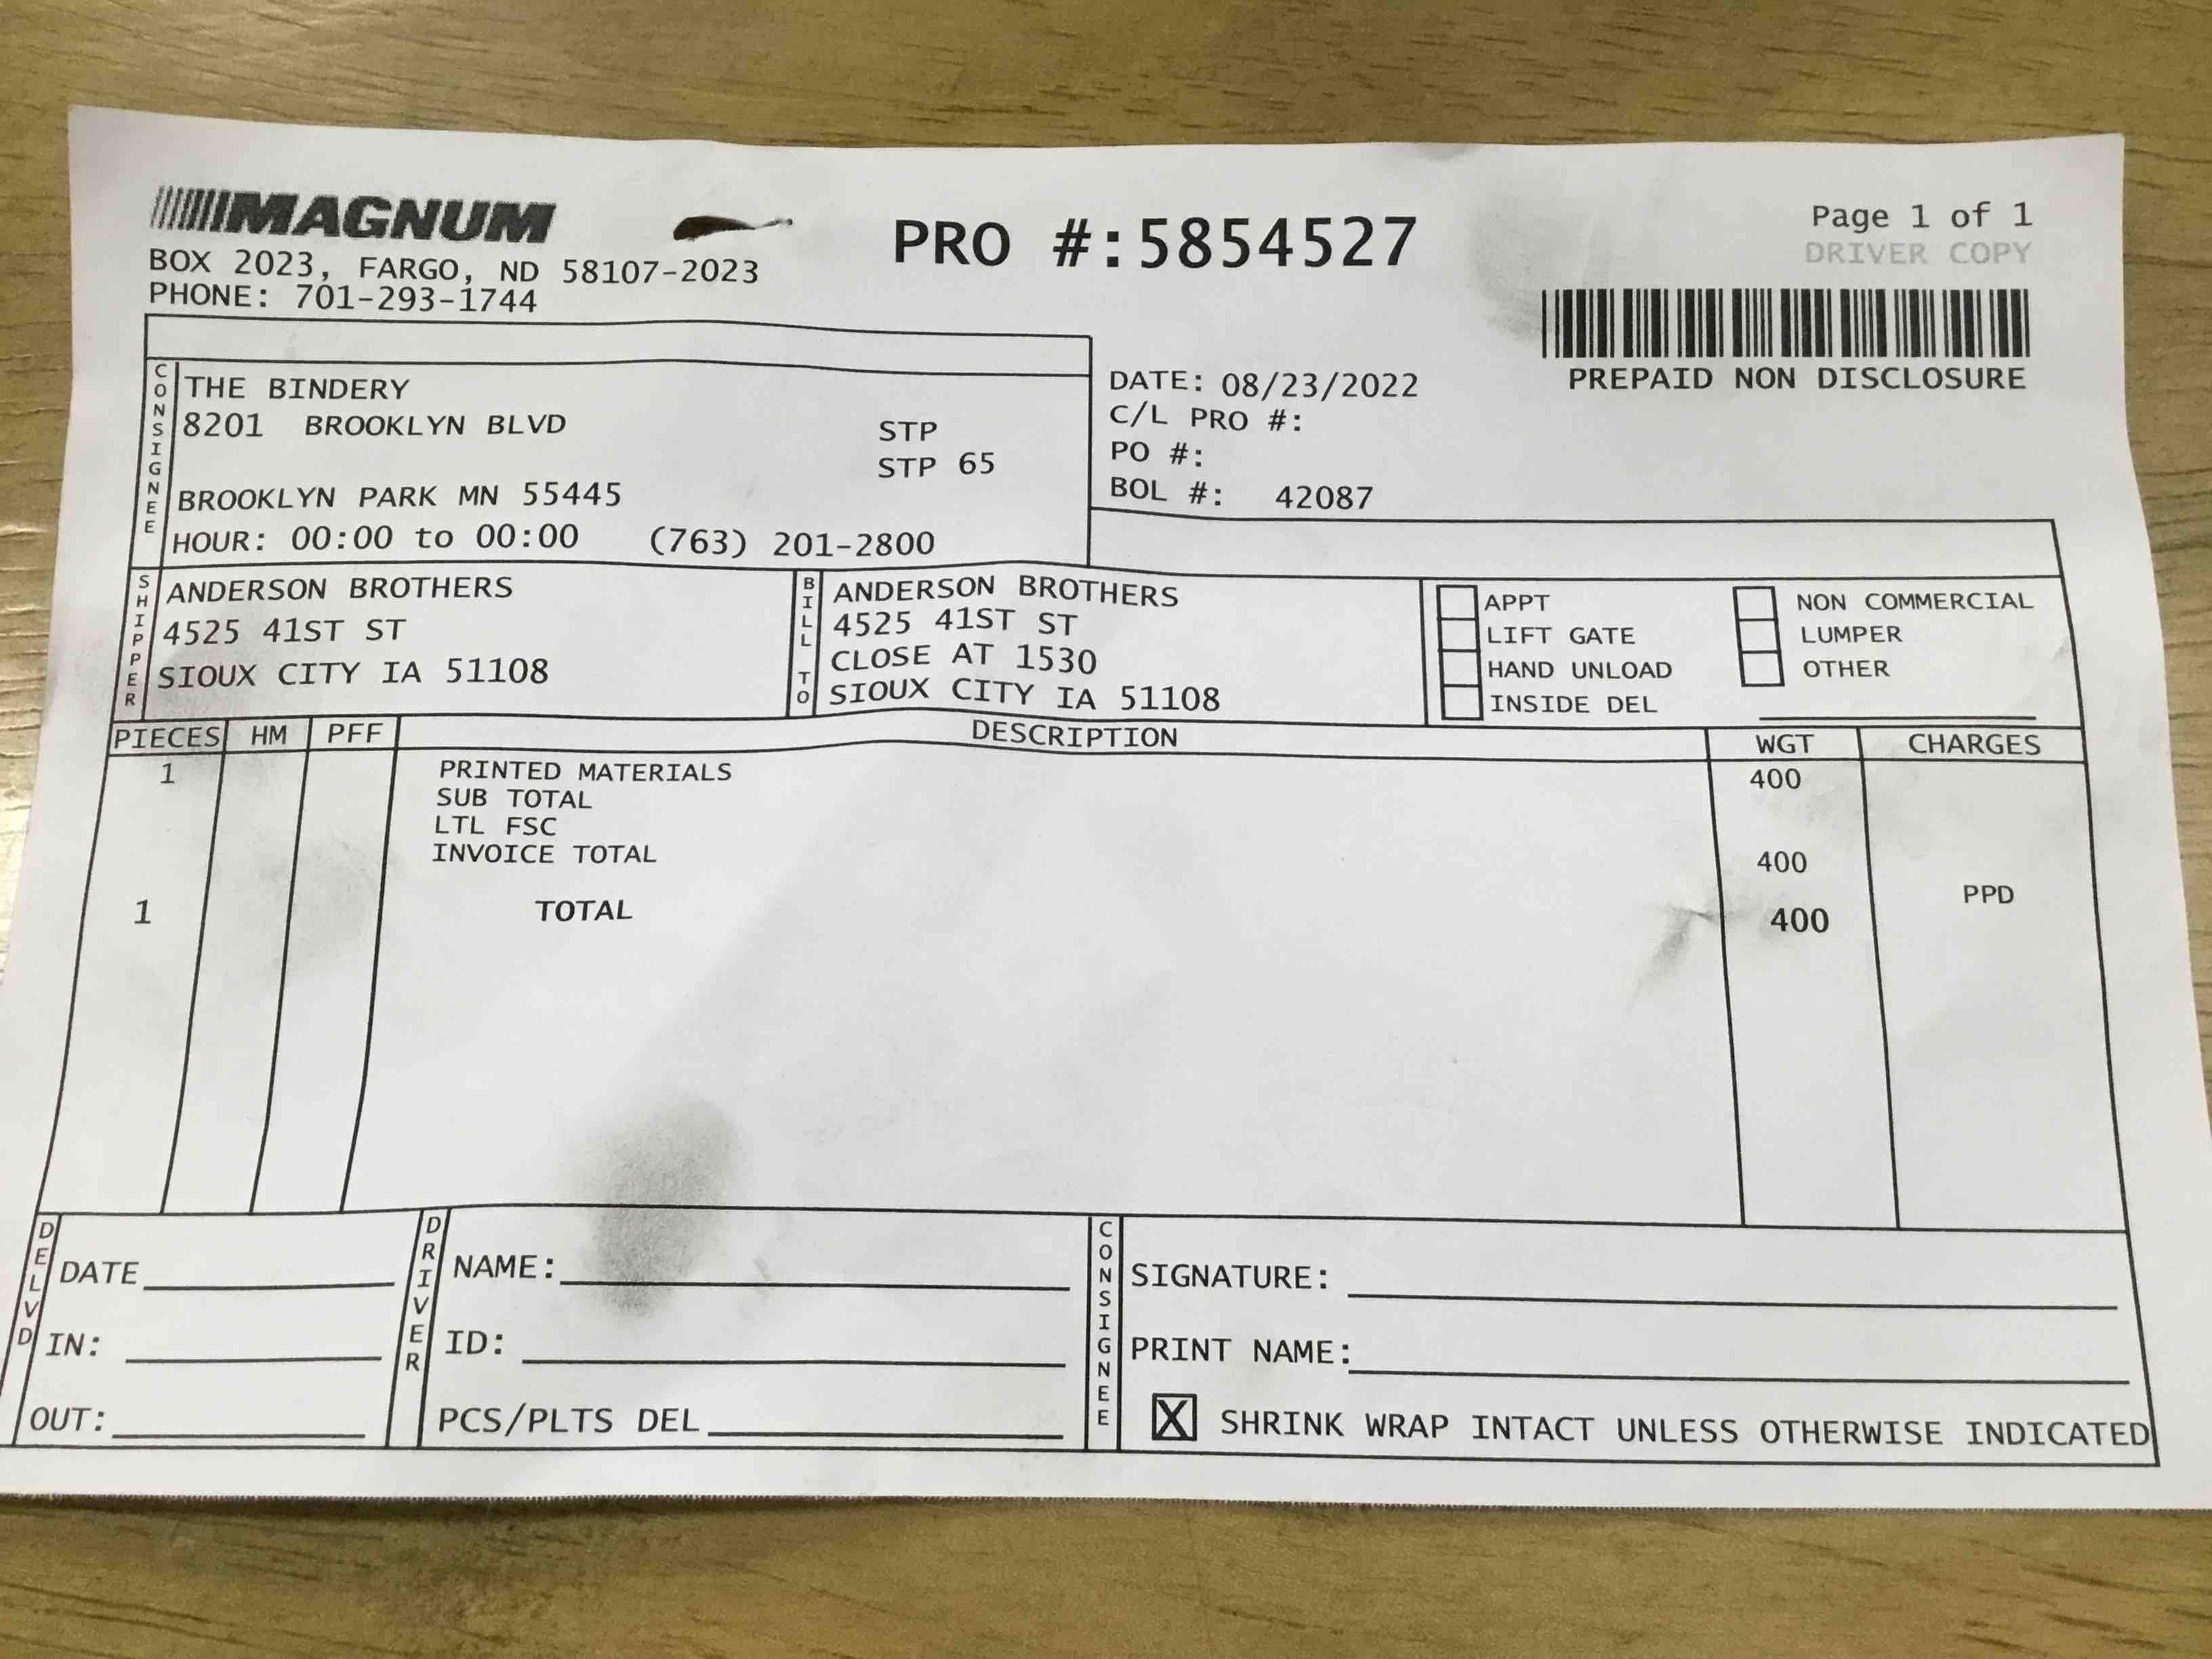 MAGNUM
BOX 2023, FARGO, ND 58107-2023
PHONE: 701-293-1744
PRO #:5854527
Page 1 of 1
DRIVER COPY
PREPAID NON DISCLOSURE
CONSIGNEE
THE BINDERY
8201 BROOKLYN BLVD
STP
STP 65
BROOKLYN PARK MN 55445
HOUR: 00:00 to 00:00 (763) 201-2800
DATE: 08/23/2022
C/L PRO #:
PO #:
BOL #: 42087
SHIPPER
ANDERSON BROTHERS
4525 41ST ST
SIOUX CITY IA 51108
BILL TO
ANDERSON BROTHERS
4525 41ST ST
CLOSE AT 1530
SIOUX CITY IA 51108
APPT
LIFT GATE
HAND UNLOAD
INSIDE DEL
NON COMMERCIAL
LUMPER
OTHER
PIECES HM PFF DESCRIPTION WGT CHARGES
1 PRINTED MATERIALS 400
SUB TOTAL
LTL FSC
INVOICE TOTAL 400
PPD
1 TOTAL 400
DELVD
DATE
IN:
OUT:
DRIVER
NAME:
ID:
PCS/PLTS DEL
CONSIGNEE
SIGNATURE:
PRINT NAME:
X SHRINK WRAP INTACT UNLESS OTHERWISE INDICATED